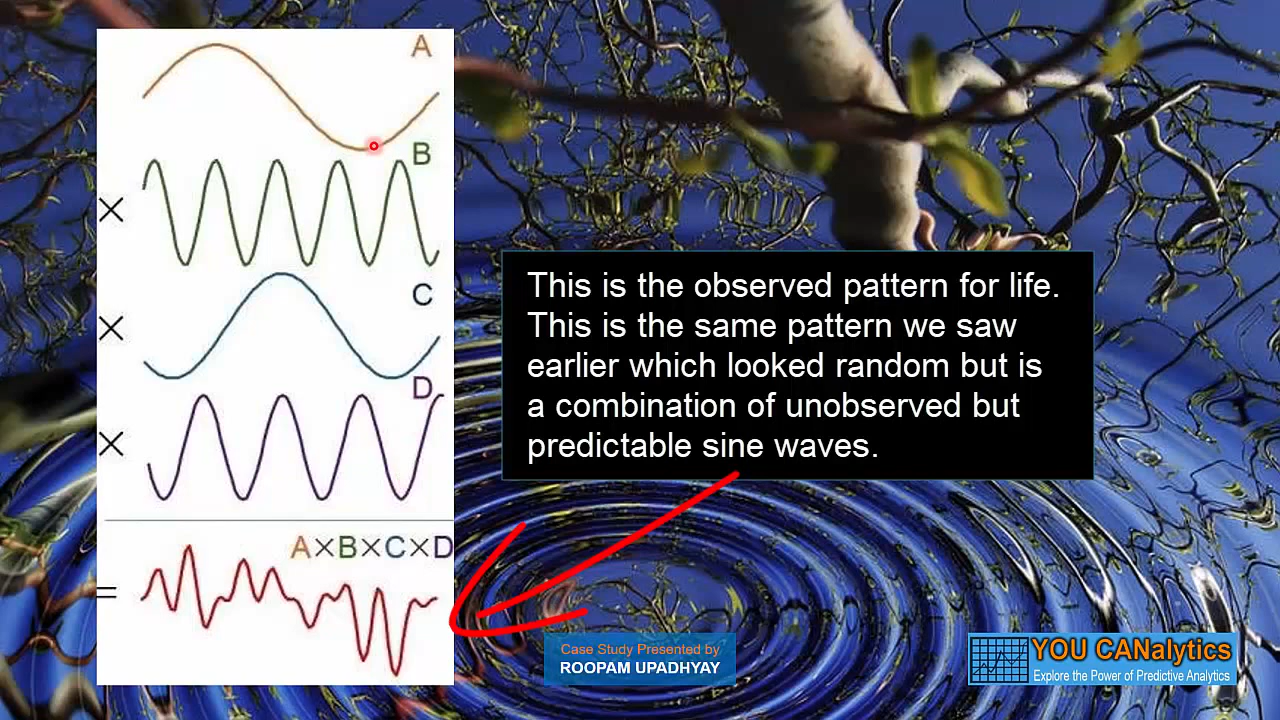 A
B
×
C
×
D
×
A×B×C×D
=
This is the observed pattern for life.
This is the same pattern we saw
earlier which looked random but is
a combination of unobserved but
predictable sine waves.
Case Study Presented by
ROOPAM UPADHYAY
YOU CANalytics
Explore the Power of Predictive Analytics